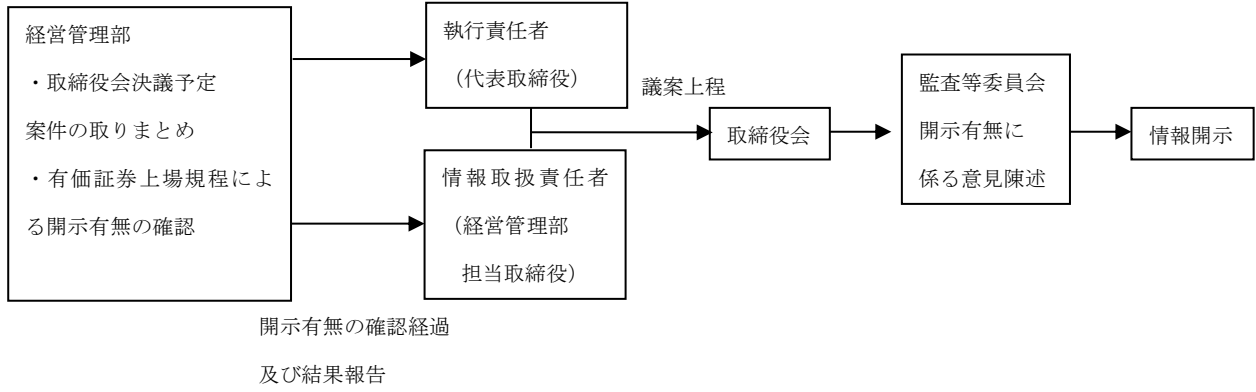 経営管理部
・取締役会決議予定
案件の取りまとめ
・有価証券上場規程によ
る開示有無の確認
執行責任者
（代表取締役）
情報取扱責任者
（経営管理部
担当取締役）
開示有無の確認経過
及び結果報告
議案上程
取締役会
監査等委員会
開示有無に
係る意見陳述
情報開示